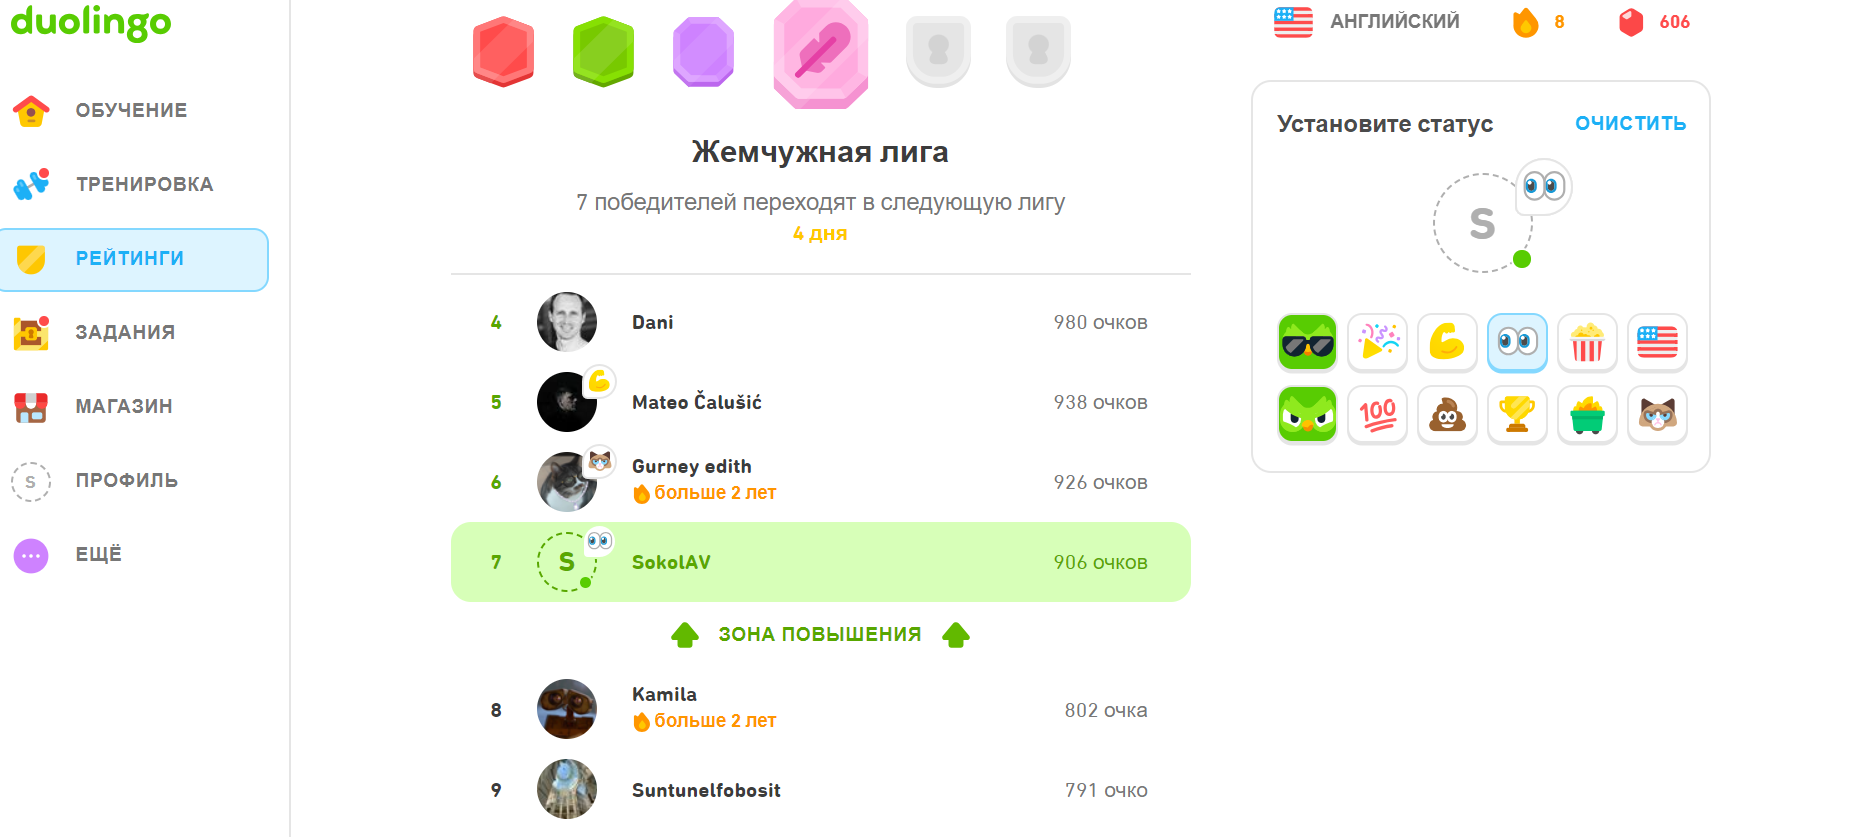 duolingo
ОБУЧЕНИЕ
ТРЕНИРОВКА
РЕЙТИНГИ
ЗАДАНИЯ
МАГАЗИН
S
ПРОФИЛЬ
ЕЩЁ
Жемчужная лига
7 победителей переходят в следующую лигу
4 дня
4 Dani 980 очков
5 Mateo Čalušić 938 очков
6 Gurney edith 926 очков
больше 2 лет
7 S SokolAV 906 очков
ЗОНА ПОВЫШЕНИЯ
8 Kamila 802 очка
больше 2 лет
9 Suntunelfobosit 791 очко
АНГЛИЙСКИЙ 8 606
Установите статус ОЧИСТИТЬ
S
100